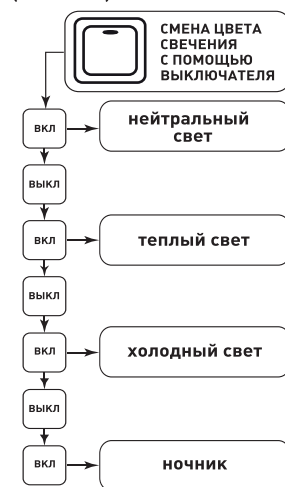 СМЕНА ЦВЕТА
СВЕЧЕНИЯ
С ПОМОЩЬЮ
ВЫКЛЮЧАТЕЛЯ
ВКЛ
нейтральный
свет
ВЫКЛ
ВКЛ
теплый свет
ВЫКЛ
ВКЛ
холодный свет
ВЫКЛ
ВКЛ
ночник